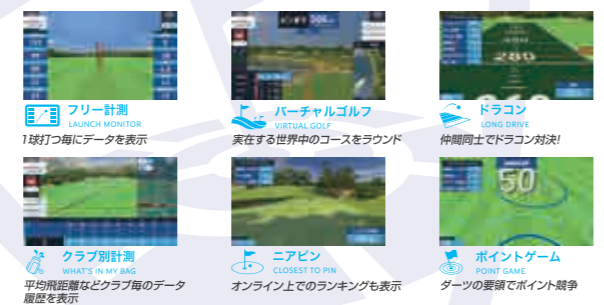 フリー計測
LAUNCH MONITOR
1球打つ毎にデータを表示
バーチャルゴルフ
VIRTUAL GOLF
実在する世界中のコースをラウンド
ドラコン
LONG DRIVE
仲間同士でドラコン対決!
クラブ別計測
WHAT'S IN MY BAG
平均飛距離などクラブ毎のデータ
履歴を表示
ニアピン
CLOSEST TO PIN
オンライン上でのランキングも表示
50
ポイントゲーム
POINT GAME
ダーツの要領でポイント競争